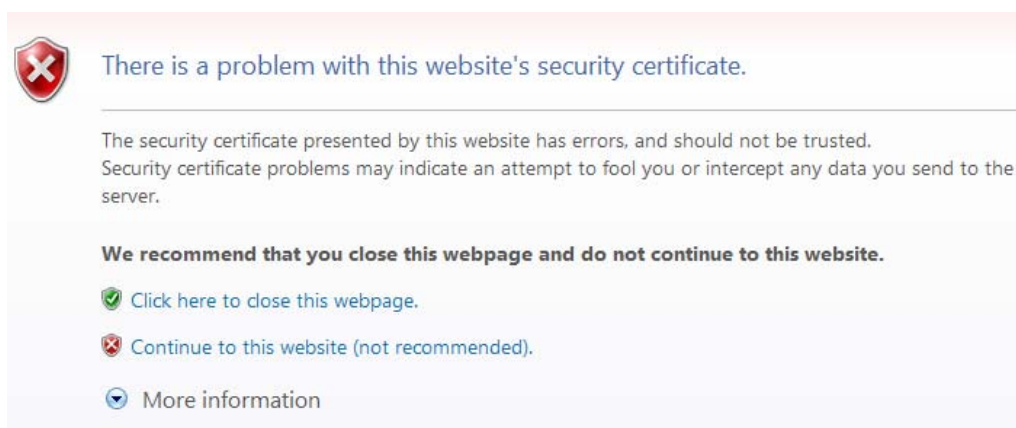 There is a problem with this website's security certificate.
The security certificate presented by this website has errors, and should not be trusted.
Security certificate problems may indicate an attempt to fool you or intercept any data you send to the
server.
We recommend that you close this webpage and do not continue to this website.
Click here to close this webpage.
Continue to this website (not recommended).
More information